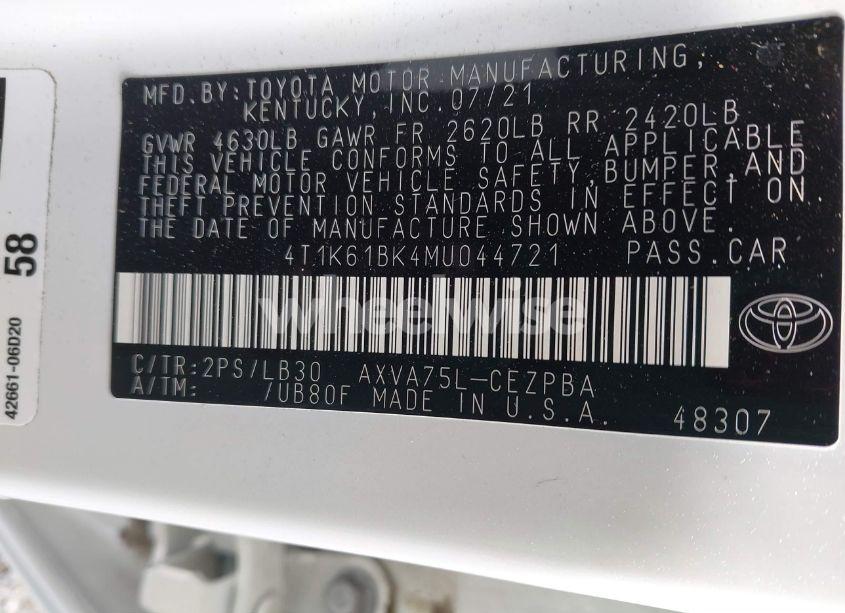 MFD.BY:TOYOTA MOTOR MANUFACTURING,
KENTUCKY,INC.07/21
GVWR 4630LB GAWR FR 2620LB RR 2420LB
THIS VEHICLE CONFORMS TO ALL APPLICABLE
FEDERAL MOTOR VEHICLE SAFETY,BUMPER,AND
THEFT PREVENTION STANDARDS IN EFFECT ON
THE DATE OF MANUFACTURE SHOWN ABOVE.
4T1K61BK4MU044721 PASS.CAR
wheelwise
C/TR:2PS/LB30 AXVA75L-CEZPBA
A/TM: /UB80F MADE IN U.S.A. 48307
58
42661-06D20